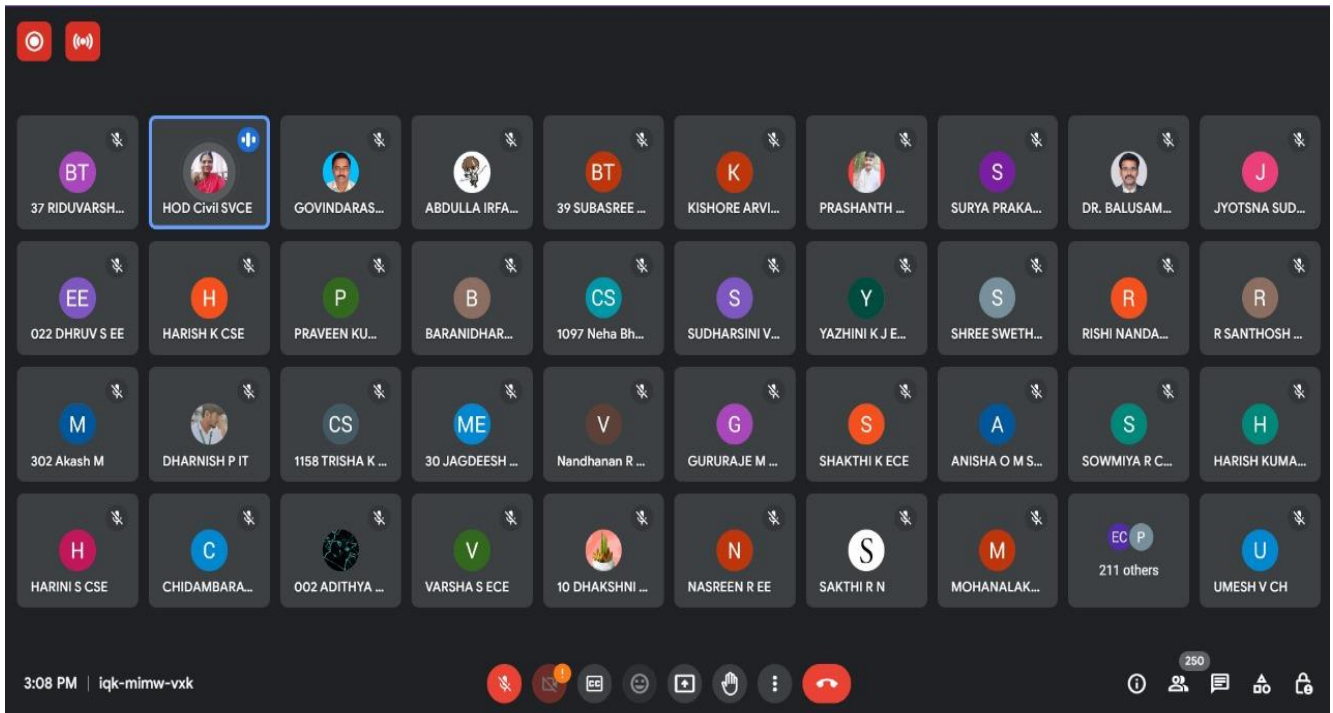 BT
37 RIDUVARSH...
HOD Civil SVCE
GOVINDARAS...
ABDULLA IRFA...
BT
39 SUBASREE ...
K
KISHORE ARVI...
PRASHANTH ...
S
SURYA PRAKA...
DR. BALUSAM...
J
JYOTSNA SUD...
EE
022 DHRUV S EE
H
HARISH K CSE
P
PRAVEEN KU...
B
BARANIDHAR...
CS
1097 Neha Bh...
S
SUDHARSINI V...
Y
YAZHINI K J E...
S
SHREE SWETH...
R
RISHI NANDA...
R
R SANTHOSH ...
M
302 Akash M
DHARNISH P IT
CS
1158 TRISHA K ...
ME
30 JAGDEESH ...
V
Nandhanan R ...
G
GURURAJE M ...
S
SHAKTHI K ECE
A
ANISHA O M S...
S
SOWMIYA R C...
H
HARISH KUMA...
H
HARINI S CSE
C
CHIDAMBARA...
002 ADITHYA ...
V
VARSHA S ECE
10 DHAKSHNI ...
N
NASREEN R EE
S
SAKTHI R N
M
MOHANALAK...
EC P
211 others
U
UMESH V CH
3:08 PM | iqk-mimw-vxk
!
CC
250